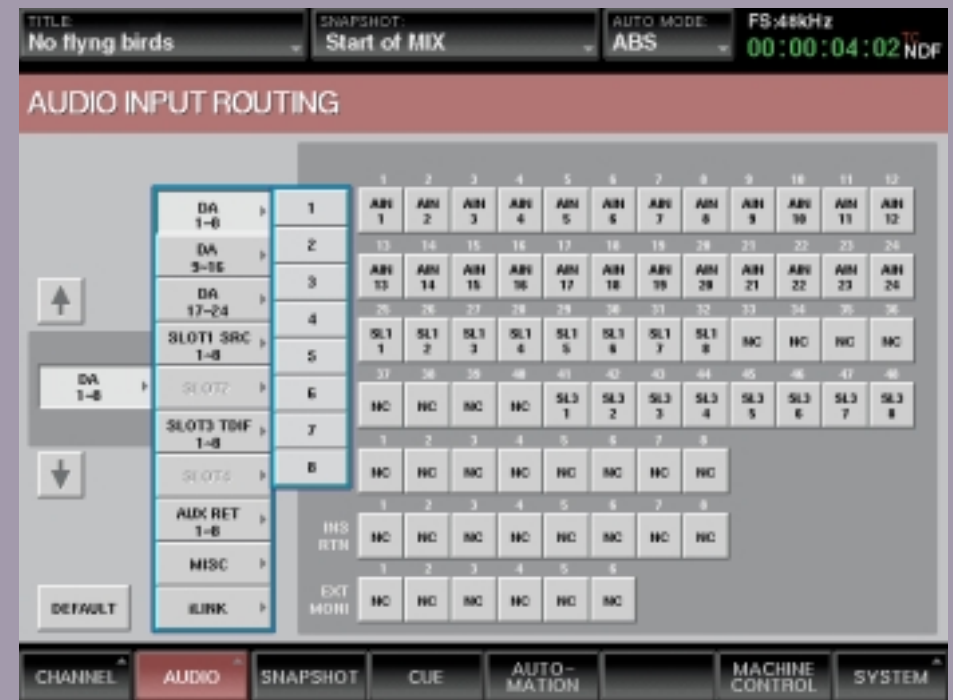 TITLE: SNAPSHOT: AUTO MODE: FS:48kHz
No flyng birds Start of MIX ABS 00:00:04:02 TC NDF
AUDIO INPUT ROUTING
1 2 3 4 5 6 7 8 9 10 11 12
DA 1-8 1 AIN 1 AIN 2 AIN 3 AIN 4 AIN 5 AIN 6 AIN 7 AIN 8 AIN 9 AIN 10 AIN 11 AIN 12
13 14 15 16 17 18 19 20 21 22 23 24
DA 9-16 2 AIN 13 AIN 14 AIN 15 AIN 16 AIN 17 AIN 18 AIN 19 AIN 20 AIN 21 AIN 22 AIN 23 AIN 24
DA 17-24 3
25 26 27 28 29 30 31 32 33 34 35 36
SLOT1 SRC 1-8 4 SL1 1 SL1 2 SL1 3 SL1 4 SL1 5 SL1 6 SL1 7 SL1 8 NC NC NC NC
5
37 38 39 40 41 42 43 44 45 46 47 48
DA 1-8 SLOT2 6 NC NC NC NC SL3 1 SL3 2 SL3 3 SL3 4 SL3 5 SL3 6 SL3 7 SL3 8
SLOT3 TDIF 1-8 7
1 2 3 4 5 6 7 8
SLOT4 8 NC NC NC NC NC NC NC NC
1 2 3 4 5 6 7 8
AUX RET 1-6 INS RTN NC NC NC NC NC NC NC NC
MISC
1 2 3 4 5 6
DEFAULT iLINK EXT MONI NC NC NC NC NC NC
CHANNEL AUDIO SNAPSHOT CUE AUTO-MATION MACHINE CONTROL SYSTEM